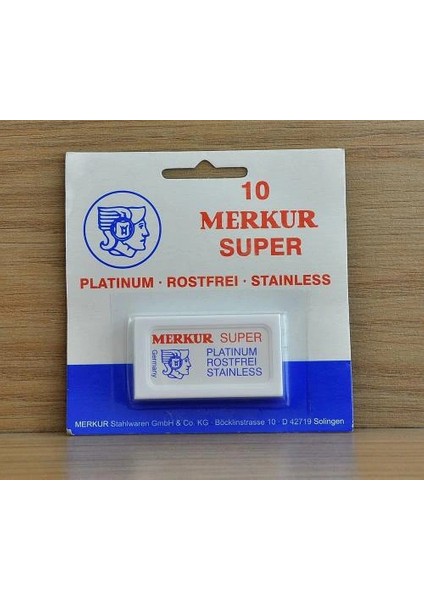 10
MERKUR
SUPER
PLATINUM · ROSTFREI · STAINLESS
MERKUR SUPER
Germany
PLATINUM
ROSTFREI
STAINLESS
MERKUR Stahlwaren GmbH & Co. KG · Böcklinstrasse 10 · D 42719 Solingen